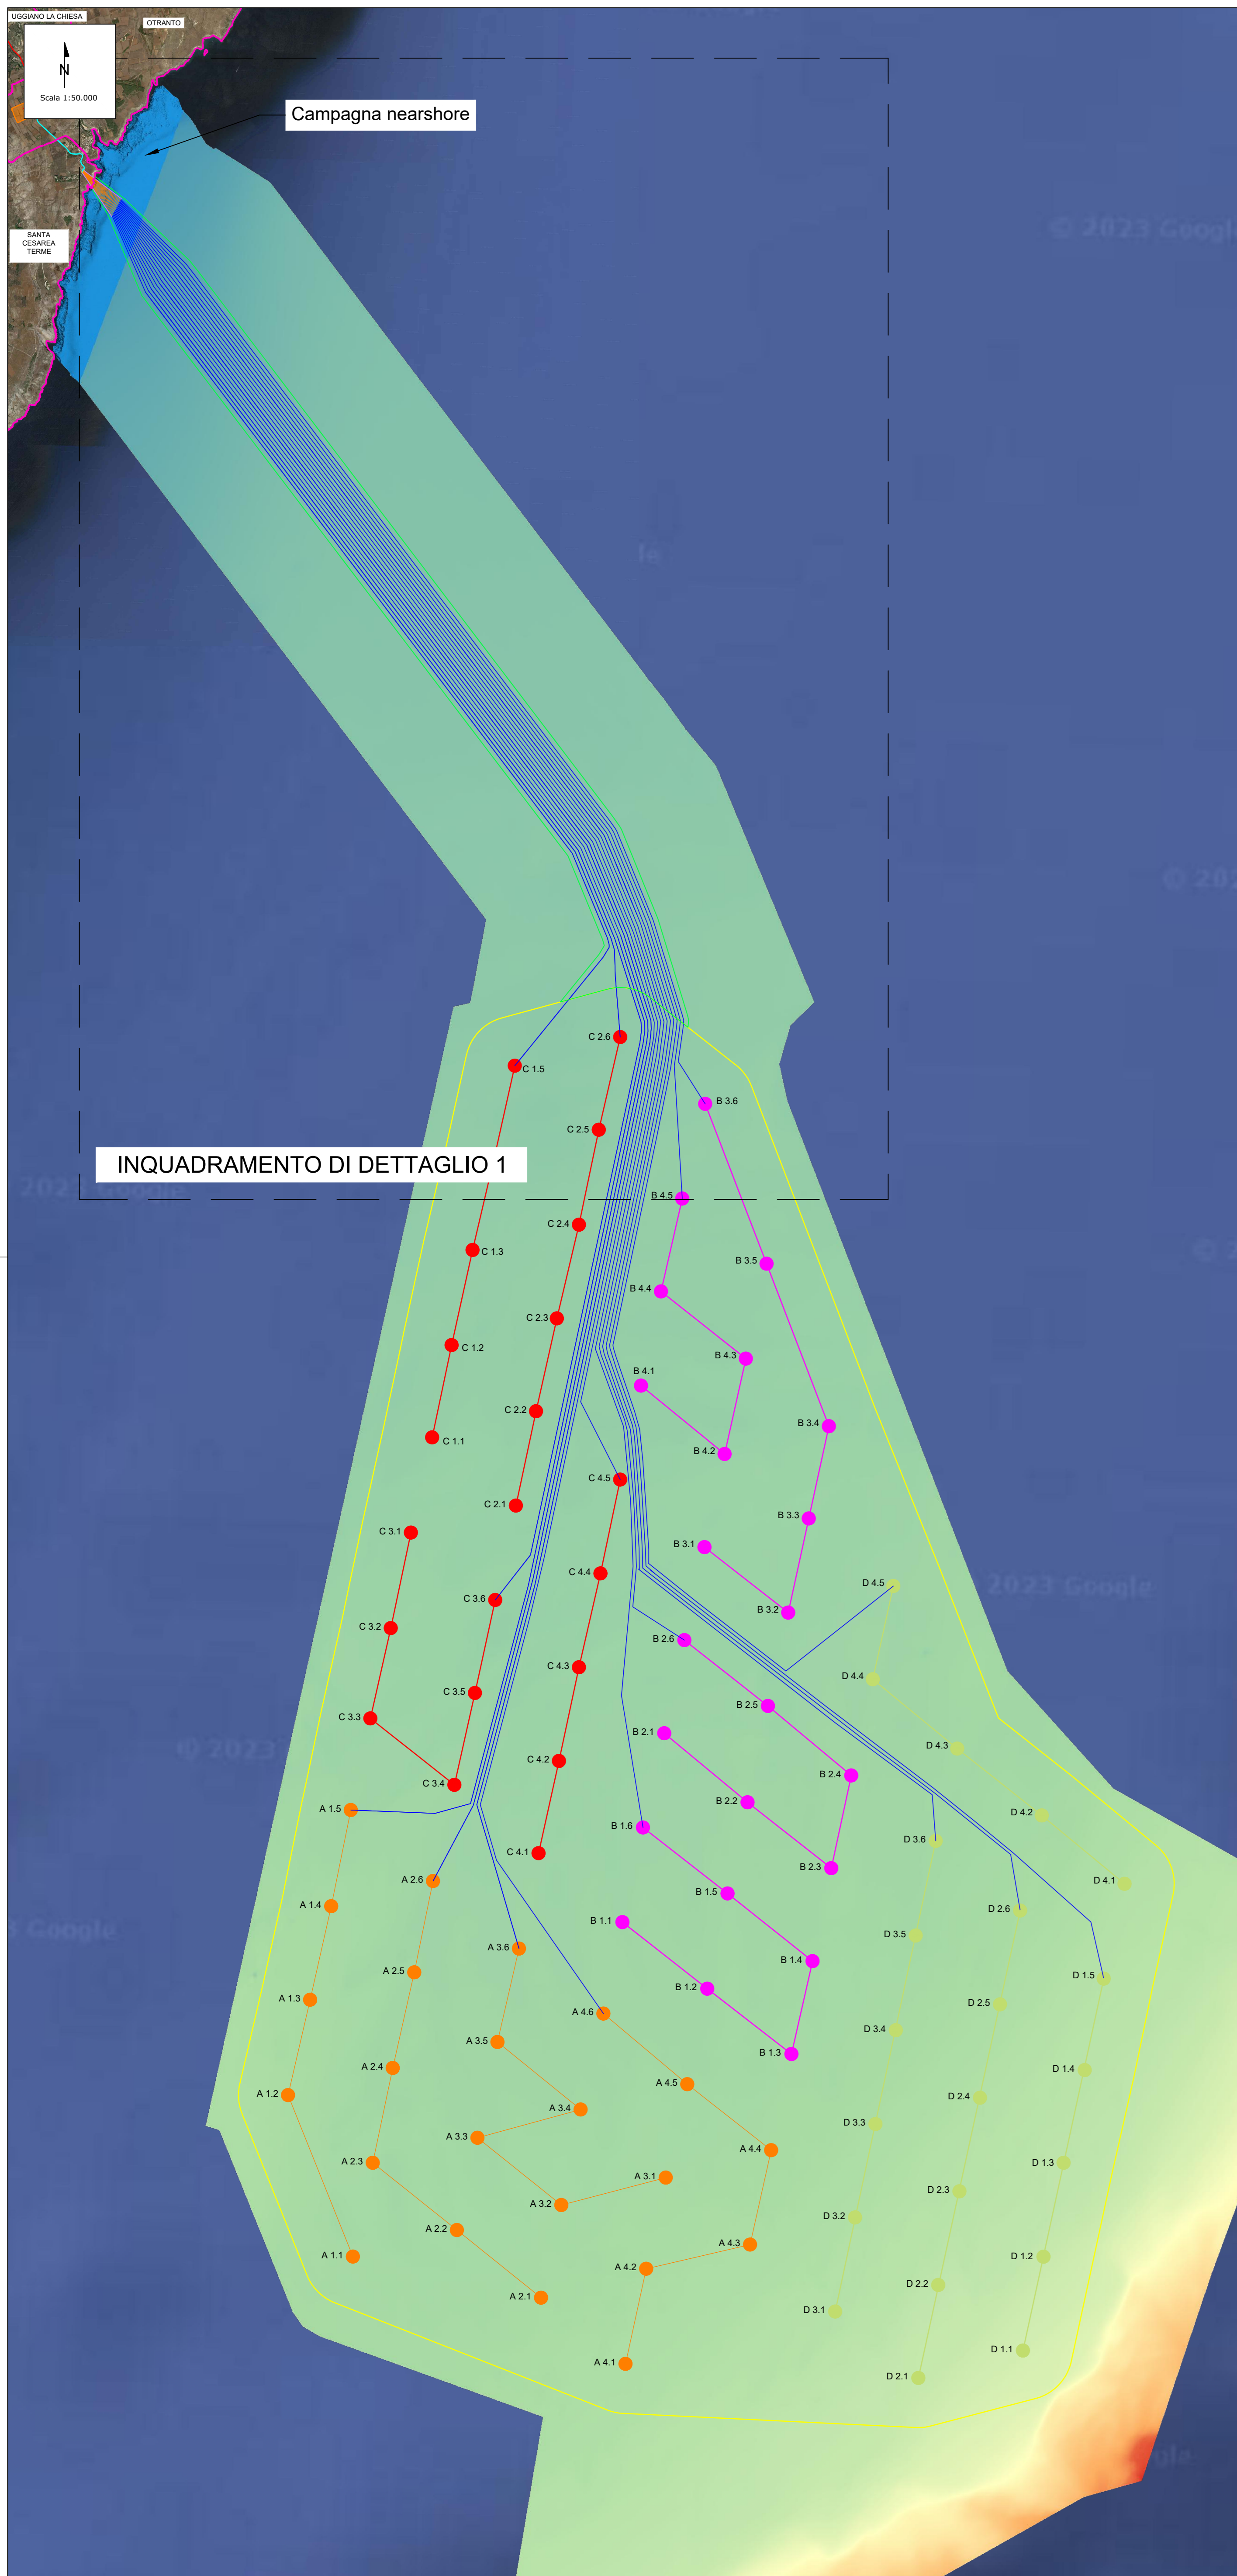 UGGIANO LA CHIESA
OTRANTO
N
Scala 1:50.000
Campagna nearshore
© 2023 Google
SANTA
CESAREA
TERME
le
© 202
C 2.6
C 1.5
B 3.6
C 2.5
INQUADRAMENTO DI DETTAGLIO 1
2023 Google
B 4.5
C 2.4
C 1.3
B 3.5
B 4.4
C 2.3
C 1.2
B 4.3
B 4.1
C 2.2
B 3.4
C 1.1
B 4.2
C 4.5
C 2.1
B 3.3
C 3.1
B 3.1
C 4.4
D 4.5
2023 Google
C 3.6
B 3.2
C 3.2
B 2.6
C 4.3
D 4.4
C 3.5
B 2.5
C 3.3
B 2.1
© 2023
D 4.3
C 4.2
B 2.4
C 3.4
B 2.2
A 1.5
D 4.2
B 1.6
D 3.6
C 4.1
B 2.3
A 2.6
D 4.1
B 1.5
A 1.4
D 2.6
B 1.1
3 Google
D 3.5
A 3.6
B 1.4
A 2.5
D 1.5
B 1.2
A 1.3
D 2.5
A 4.6
D 3.4
A 3.5
B 1.3
A 2.4
D 1.4
A 4.5
A 1.2
D 2.4
A 3.4
D 3.3
A 3.3
A 4.4
A 2.3
D 1.3
A 3.1
D 2.3
A 3.2
D 3.2
A 2.2
A 4.3
A 1.1
D 1.2
A 4.2
D 2.2
A 2.1
D 3.1
D 1.1
A 4.1
D 2.1
gle